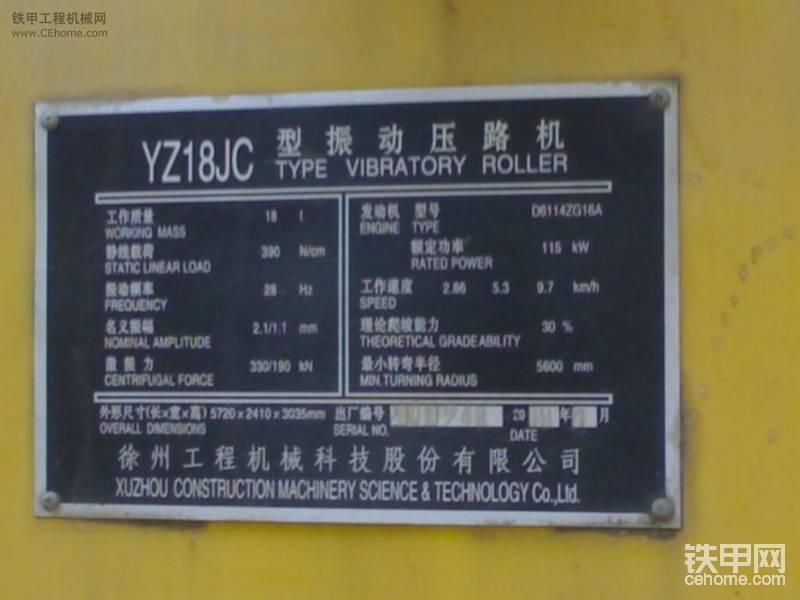 铁甲工程机械网
www.CEhome.com
YZ18JC 型振动压路机
TYPE VIBRATORY ROLLER
工作质量 18 t
WORKING MASS
静线载荷 390 N/cm
STATIC LINEAR LOAD
振动频率 28 Hz
FREQUENCY
名义振幅 2.1/1.1 mm
NOMINAL AMPLITUDE
激振力 330/190 kN
CENTRIFUGAL FORCE
发动机 型号 D6114ZG16A
ENGINE TYPE
额定功率 115 kW
RATED POWER
工作速度 2.86 5.3 9.7 km/h
SPEED
理论爬坡能力 30 %
THEORETICAL GRADEABILITY
最小转弯半径 5600 mm
MIN.TURNING RADIUS
外形尺寸(长×宽×高) 5720×2410×3035mm 出厂编号 20 年 月
OVERALL DIMENSIONS SERIAL NO. DATE
徐州工程机械科技股份有限公司
XUZHOU CONSTRUCTION MACHINERY SCIENCE & TECHNOLOGY Co.,Ltd.
铁甲网
cehome.com